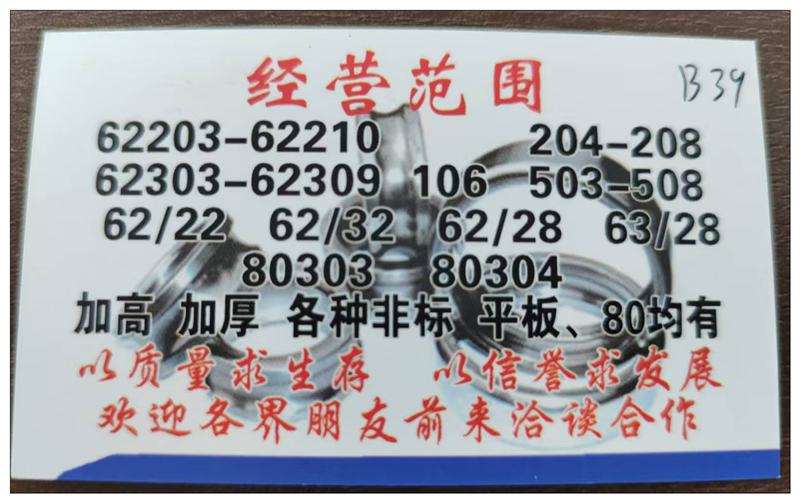 经营范围 B39
62203-62210 204-208
62303-62309 106 503-508
62/22 62/32 62/28 63/28
80303 80304
加高 加厚 各种非标 平板、80均有
以质量求生存 以信誉求发展
欢迎各界朋友前来洽谈合作